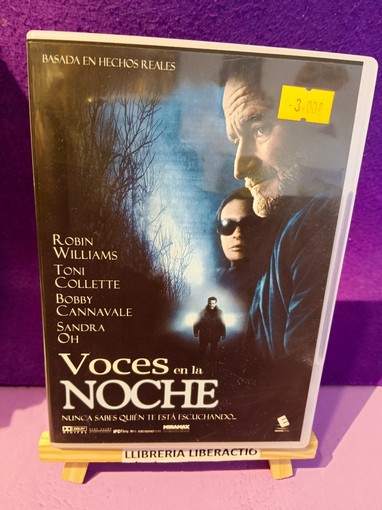 BASADA EN HECHOS REALES
3.00€
ROBIN
WILLIAMS
TONI
COLLETTE
BOBBY
CANNAVALE
SANDRA
OH
VOCES en la
NOCHE
NUNCA SABES QUIÉN TE ESTÁ ESCUCHANDO...
MIRAMAX
LLIBRERIA LIBERACTIO